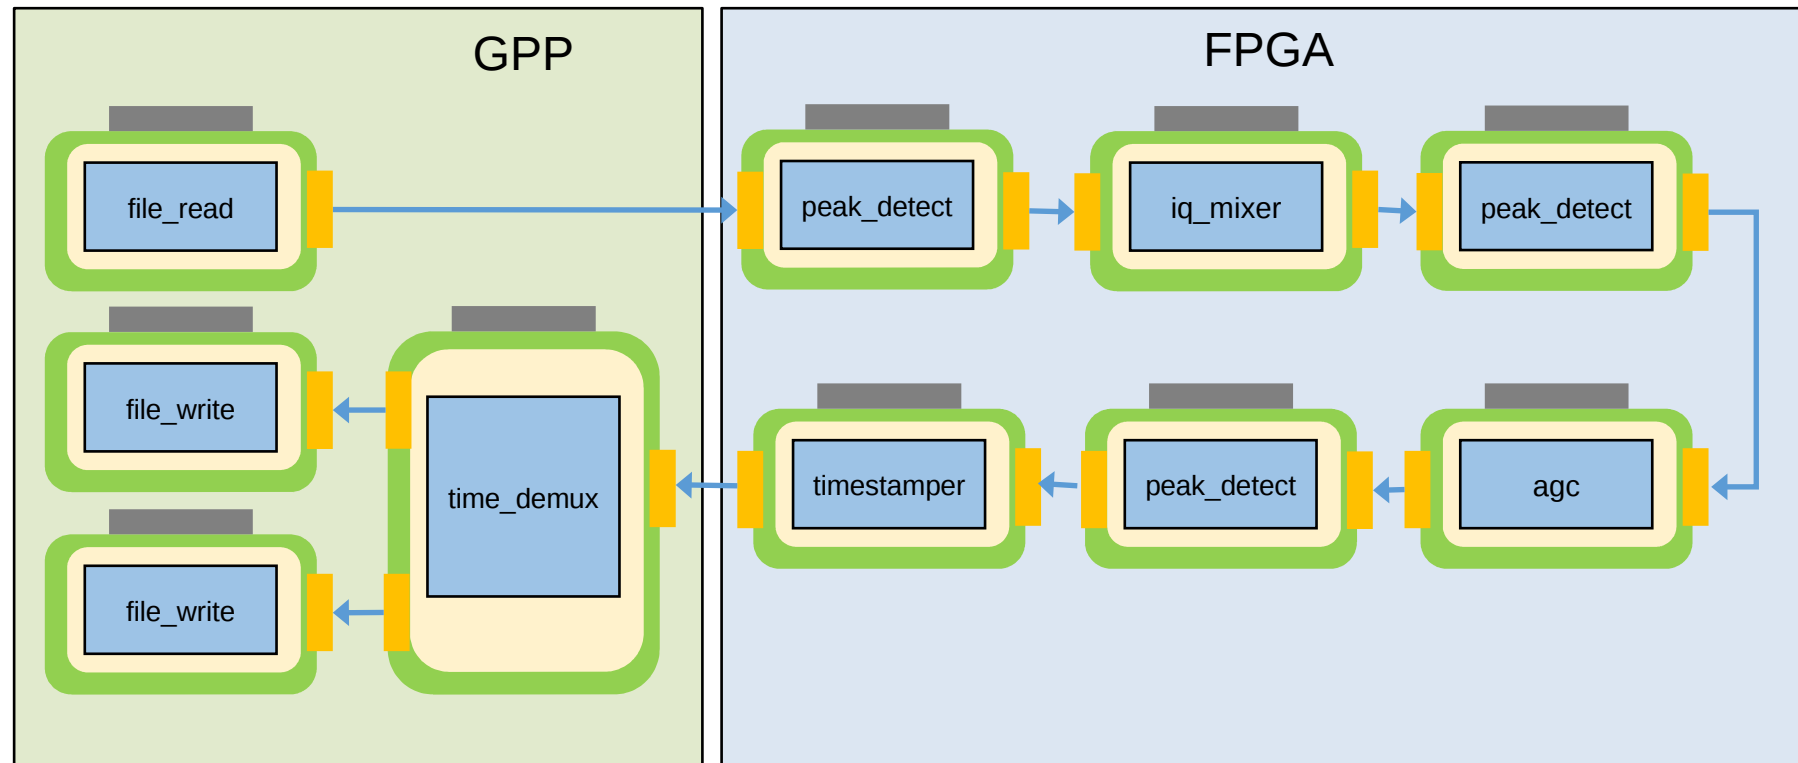 GPP
FPGA
file_read
peak_detect
iq_mixer
peak_detect
file_write
time_demux
timestamper
peak_detect
agc
file_write